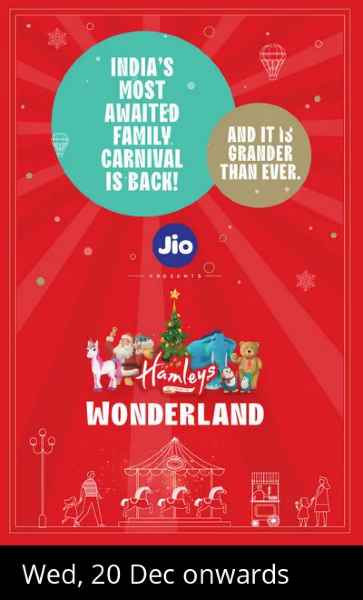 INDIA'S
MOST
AWAITED
FAMILY
CARNIVAL
IS BACK!
AND IT IS
GRANDER
THAN EVER.
Jio
PRESENTS
Hamleys
WONDERLAND
Wed, 20 Dec onwards